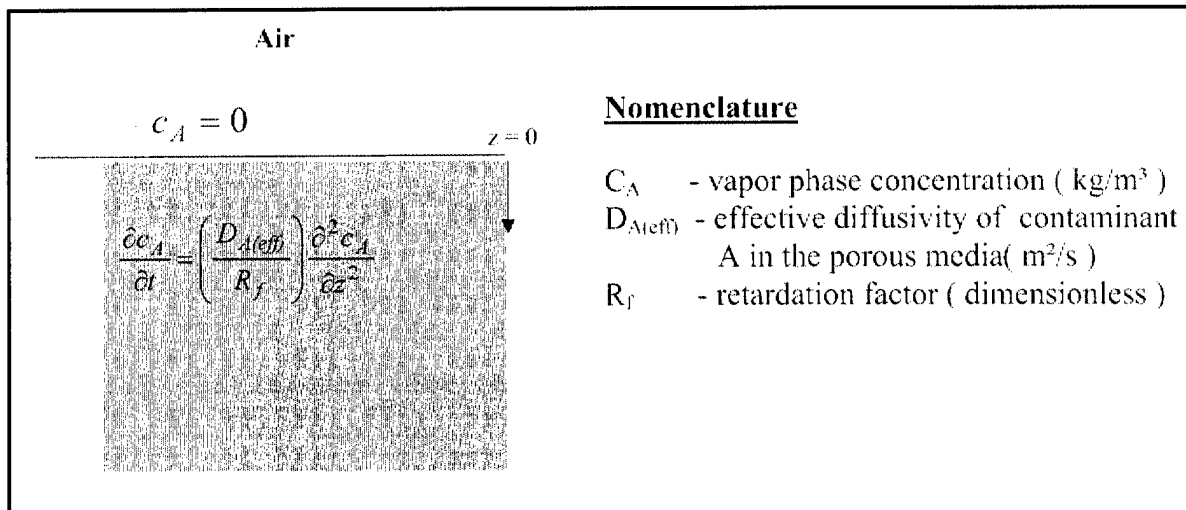 Air
c_A = 0
z = 0
∂c_A/∂t = (D_A(eff)/R_f) ∂²c_A/∂z²
Nomenclature
C_A - vapor phase concentration ( kg/m³ )
D_A(eff) - effective diffusivity of contaminant
A in the porous media( m²/s )
R_f - retardation factor ( dimensionless )